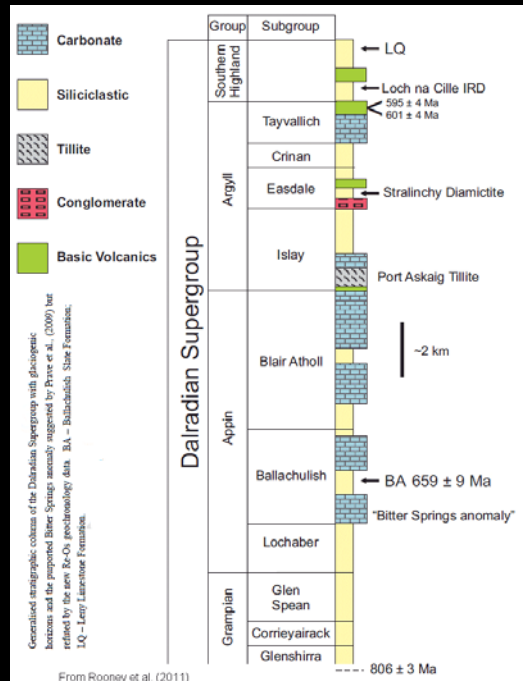 Group
Subgroup
Carbonate
Siliciclastic
Tillite
Conglomerate
Basic Volcanics
Generalised stratigraphic column of the Dalradian Supergroup with glaciogenic
horizons and the purported Bitter Springs anomaly suggested by Prave et al., (2009) but
refuted by the new Re-Os geochronology data. BA – Ballachulish Slate Formation;
LQ – Leny Limestone Formation.
Dalradian Supergroup
Southern
Highland
Argyll
Appin
Grampian
Tayvallich
Crinan
Easdale
Islay
Blair Atholl
Ballachulish
Lochaber
Glen
Spean
Corrieyairack
Glenshirra
LQ
Loch na Cille IRD
595 ± 4 Ma
601 ± 4 Ma
Stralinchy Diamictite
Port Askaig Tillite
~2 km
BA 659 ± 9 Ma
"Bitter Springs anomaly"
806 ± 3 Ma
From Rooney et al. (2011)